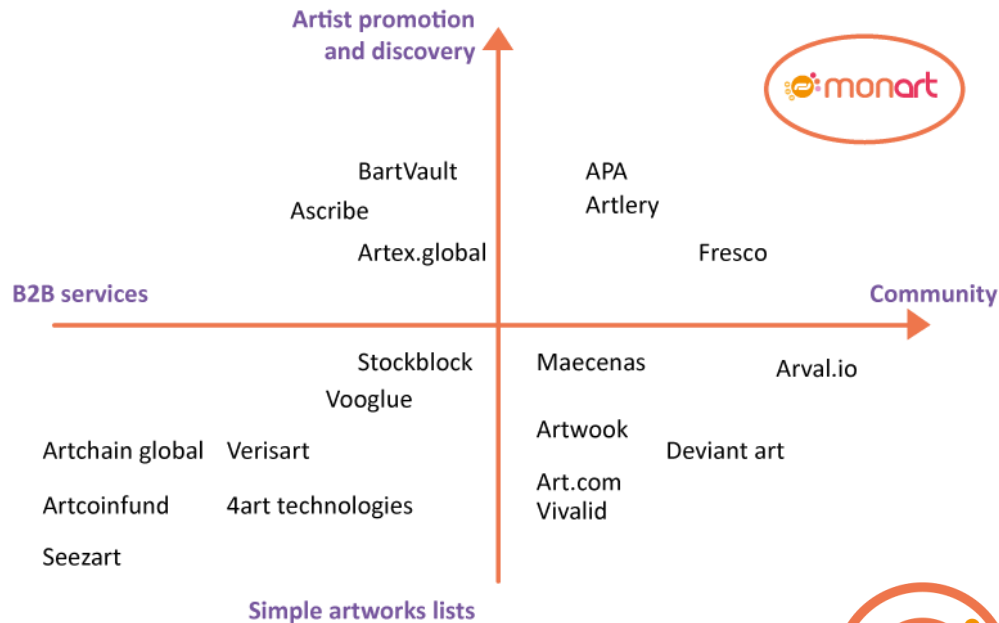 Artist promotion
and discovery
monart
BartVault
APA
Ascribe
Artlery
Artex.global
Fresco
B2B services
Community
Stockblock
Maecenas
Arval.io
Vooglue
Artwook
Artchain global
Verisart
Deviant art
Art.com
Artcoinfund
4art technologies
Vivalid
Seezart
Simple artworks lists